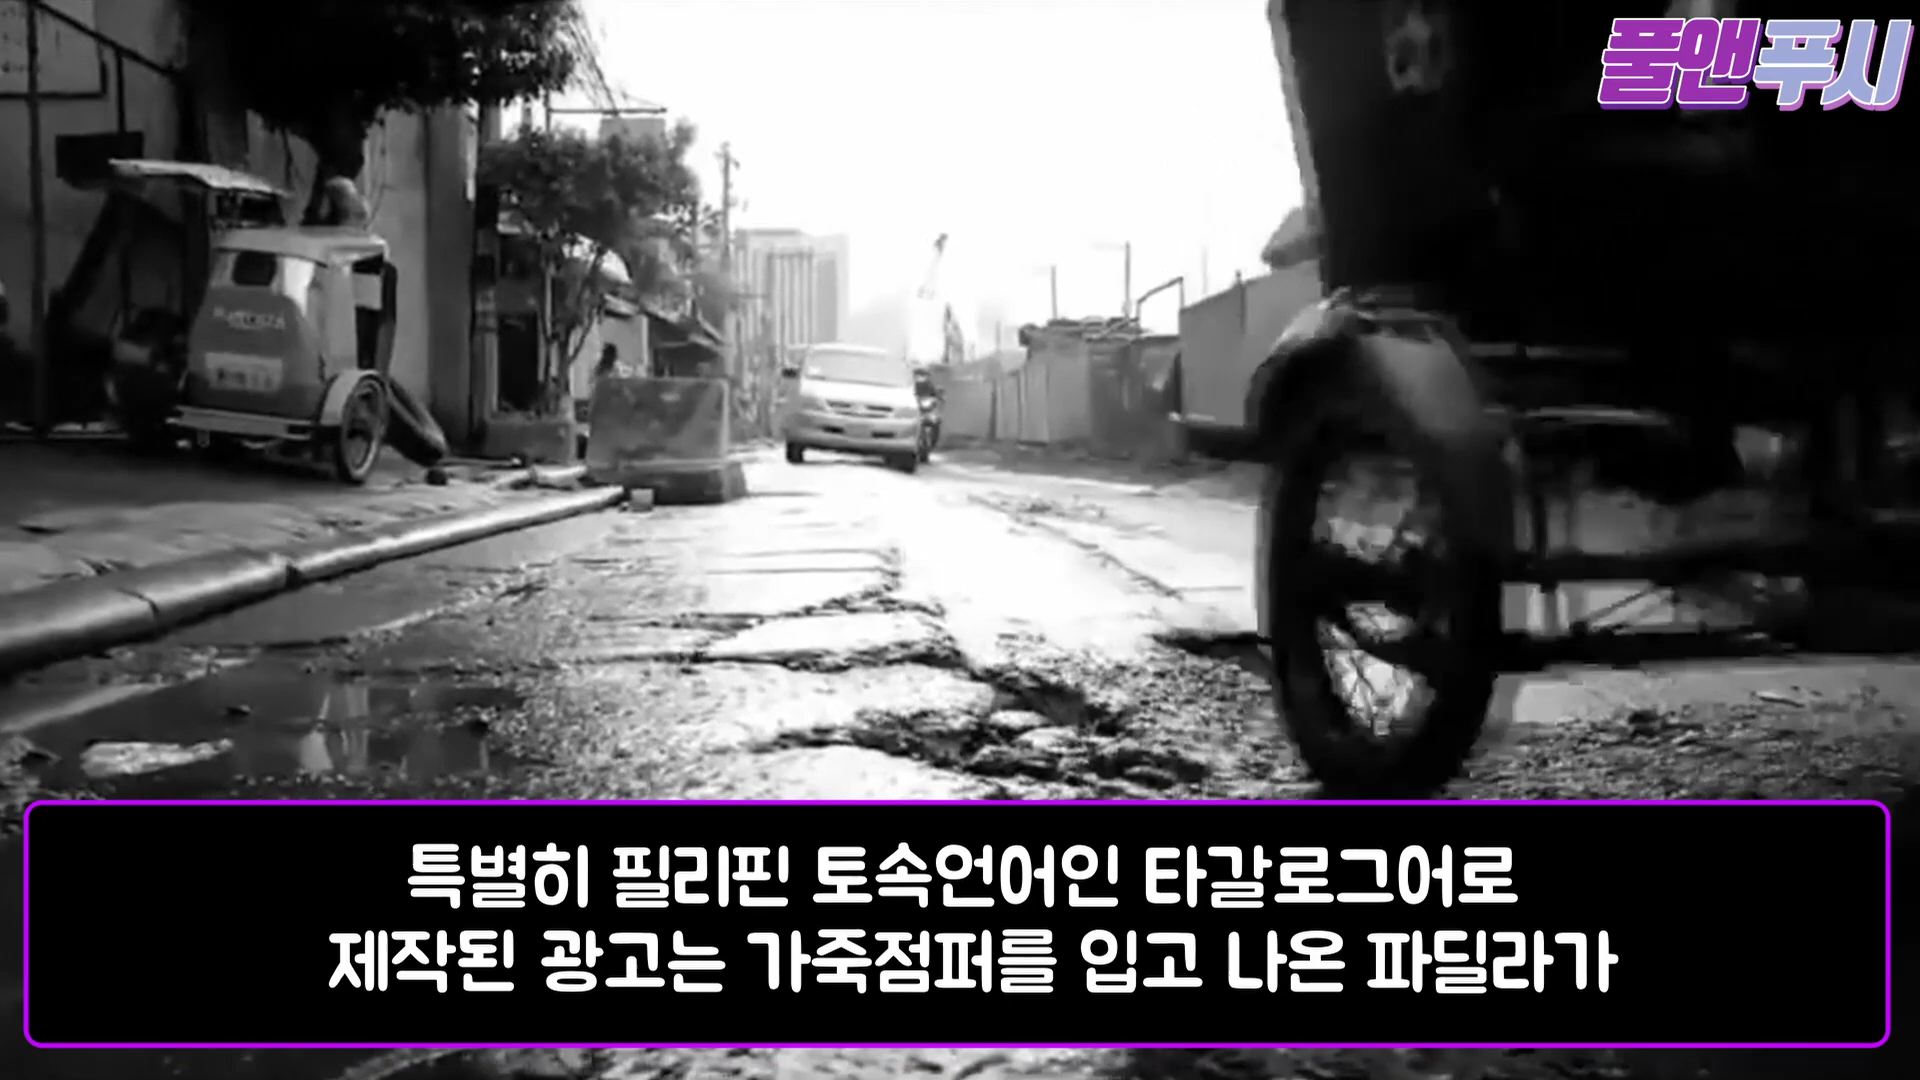 풀앤푸시
특별히 필리핀 토속언어인 타갈로그어로
제작된 광고는 가죽점퍼를 입고 나온 파딜라가